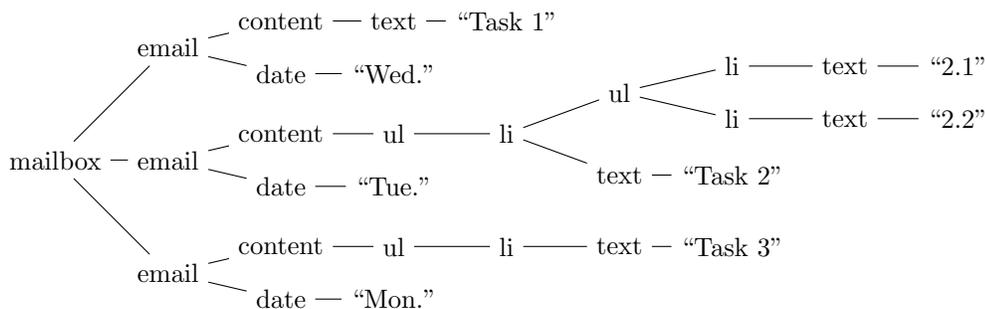 content text “Task 1”
email
date “Wed.”
li text “2.1”
ul
li text “2.2”
content ul li
mailbox email
text “Task 2”
date “Tue.”
content ul li text “Task 3”
email
date “Mon.”